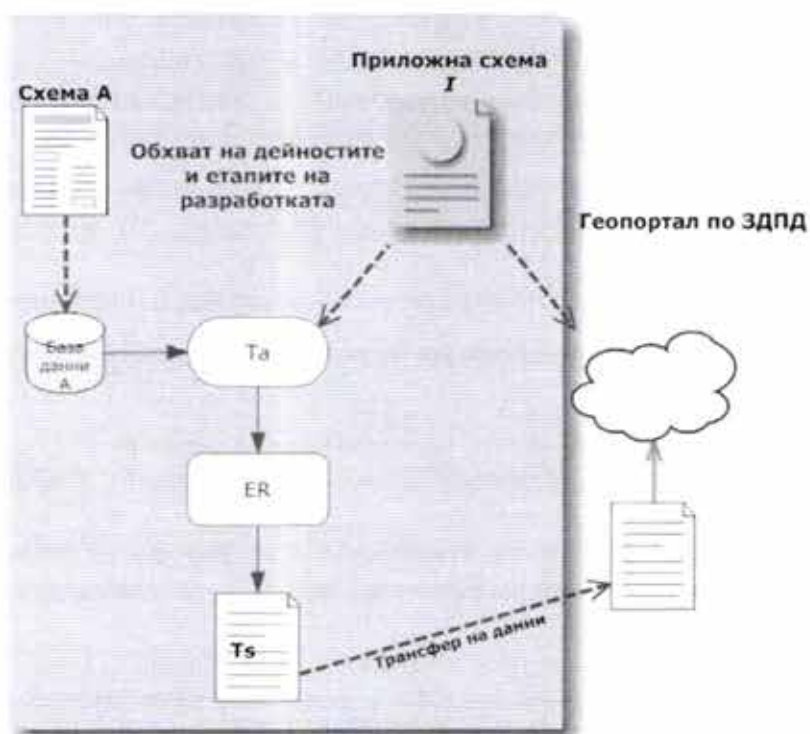 Приложна схема
I
Схема А
Обхват на дейностите
и етапите на
разработката
Геопортал по ЗДПД
База
данни
А
Та
ER
Ts
Трансфер на данни